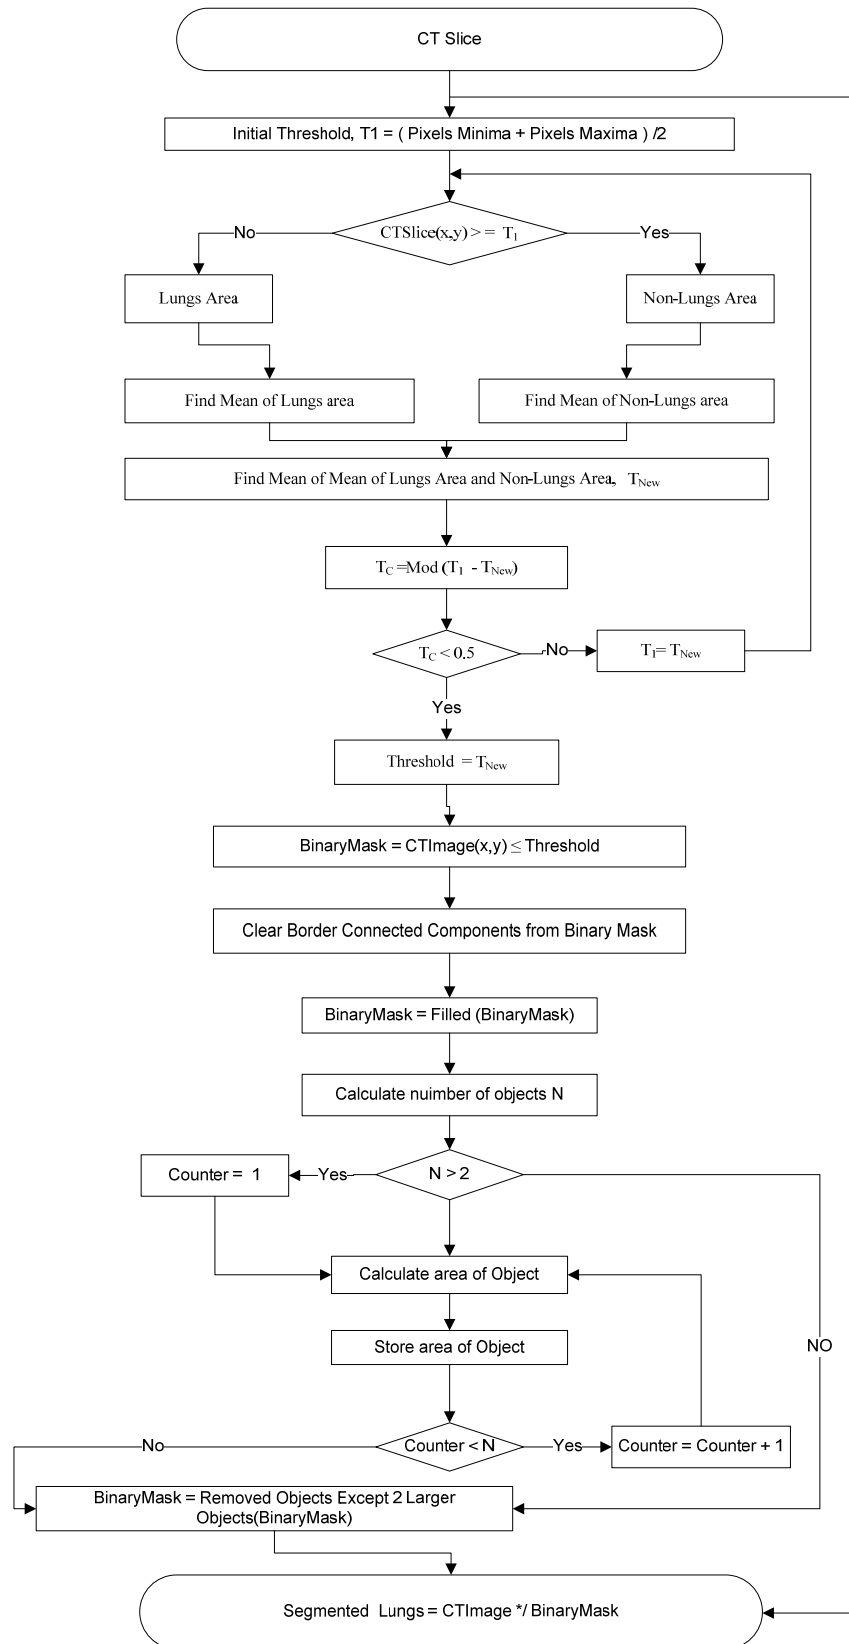 CT Slice
Initial Threshold, T1 = ( Pixels Minima + Pixels Maxima ) /2
CTSlice(x,y) >= T1
No
Yes
Lungs Area
Non-Lungs Area
Find Mean of Lungs area
Find Mean of Non-Lungs area
Find Mean of Mean of Lungs Area and Non-Lungs Area, TNew
TC =Mod (T1 - TNew)
TC < 0.5
No
T1= TNew
Yes
Threshold = TNew
BinaryMask = CTImage(x,y) ≤ Threshold
Clear Border Connected Components from Binary Mask
BinaryMask = Filled (BinaryMask)
Calculate nuimber of objects N
Counter = 1
Yes
N > 2
Calculate area of Object
Store area of Object
NO
No
Counter < N
Yes
Counter = Counter + 1
BinaryMask = Removed Objects Except 2 Larger
Objects(BinaryMask)
Segmented Lungs = CTImage */ BinaryMask